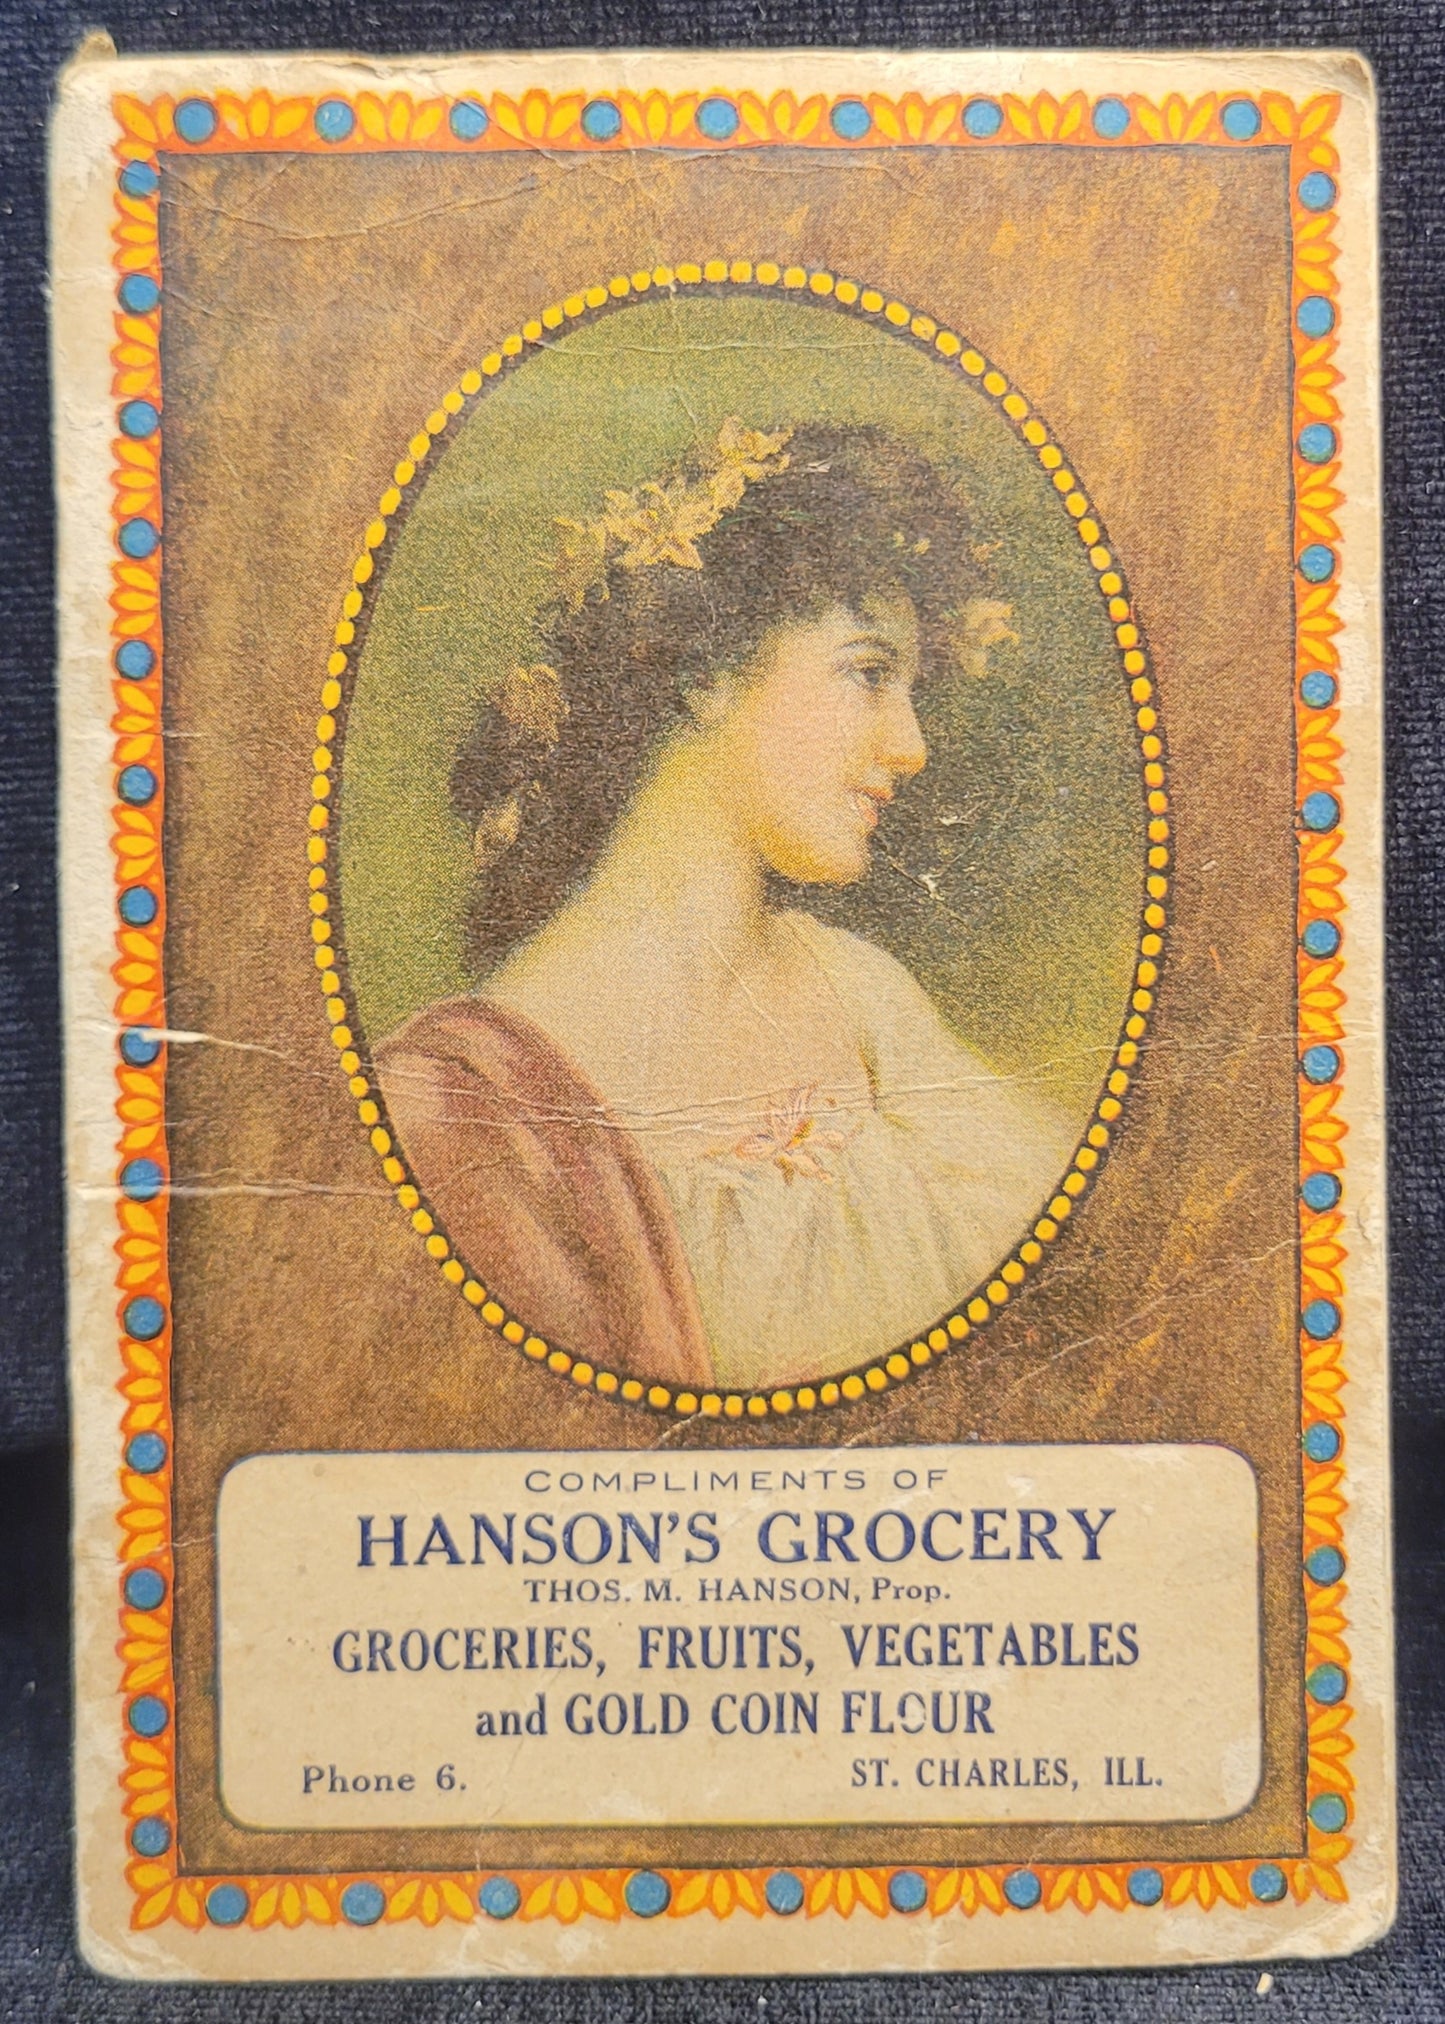 COMPLIMENTS OF
HANSON'S GROCERY
THOS. M. HANSON, Prop.
GROCERIES, FRUITS, VEGETABLES
and GOLD COIN FLOUR
Phone 6. ST. CHARLES, ILL.